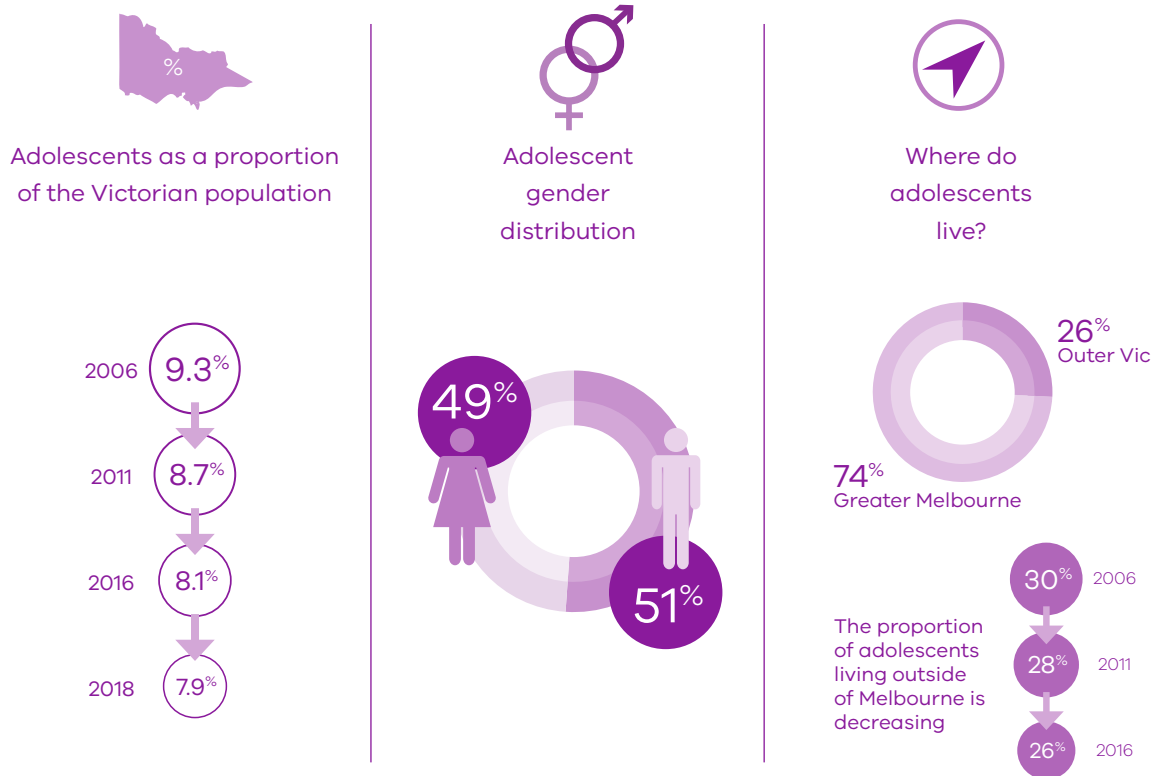 %
Adolescents as a proportion
of the Victorian population
2006
9.3%
2011
8.7%
2016
8.1%
2018
7.9%
Adolescent
gender
distribution
49%
51%
Where do
adolescents
live?
26%
Outer Vic
74%
Greater Melbourne
The proportion
of adolescents
living outside
of Melbourne is
decreasing
30% 2006
28% 2011
26% 2016